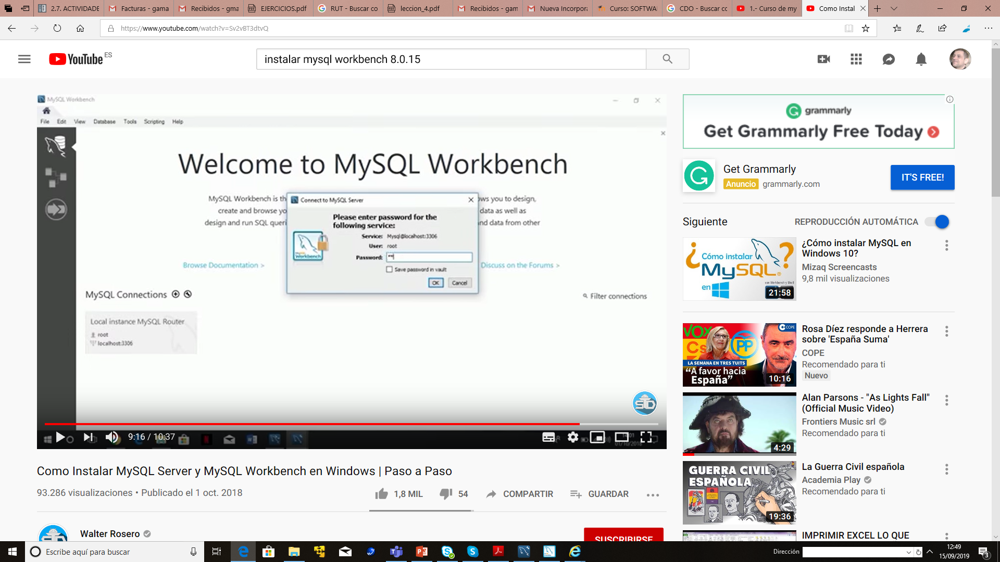 2.7. ACTIVIDADE
Facturas - gama
Recibidos - gma
EJERCICIOS.pdf
RUT - Buscar co
leccion_4.pdf
Recibidos - gam
Nueva Incorpora
Curso: SOFTWA
CDO - Buscar co
1.- Curso de my
Como Instal
https://www.youtube.com/watch?v=Sv2vBT3dtvQ
YouTube ES
instalar mysql workbench 8.0.15
MySQL Workbench
File Edit View Database Tools Scripting Help
Welcome to MySQL Workbench
MySQL Workbench is th
ows you to design,
create and browse yo
data as well as
design and run SQL queri
nd data from other
Browse Documentation >
Discuss on the Forums >
Connect to MySQL Server
Please enter password for the
following service:
Service: Mysql@localhost:3306
User: root
Password: **
Save password in vault
OK Cancel
Workbench
MySQL Connections
Filter connections
Local instance MySQL Router
root
localhost:3306
9:16 / 10:37
Como Instalar MySQL Server y MySQL Workbench en Windows | Paso a Paso
93.286 visualizaciones • Publicado el 1 oct. 2018
1,8 MIL
54
COMPARTIR
GUARDAR
Walter Rosero
SUSCRIBIRSE
grammarly
Get Grammarly Free Today
Get Grammarly
Anuncio grammarly.com
IT'S FREE!
Siguiente
REPRODUCCIÓN AUTOMÁTICA
¿Cómo instalar MySQL ?
en
con Workbench y Shell
21:58
¿Cómo instalar MySQL en
Windows 10?
Mizaq Screencasts
9,8 mil visualizaciones
VOX
COPE
Cs
PP
LA SEMANA EN TRES TUITS
“A favor hacia
España”
10:16
Rosa Díez responde a Herrera
sobre 'España Suma'
COPE
Recomendado para ti
Nuevo
4:29
Alan Parsons - "As Lights Fall"
(Official Music Video)
Frontiers Music srl
Recomendado para ti
GUERRA CIVIL
ESPAÑOLA
19:36
La Guerra Civil española
Academia Play
Recomendado para ti
IMPRIMIR EXCEL LO QUE
Escribe aquí para buscar
Dirección
12:49
15/09/2019
3